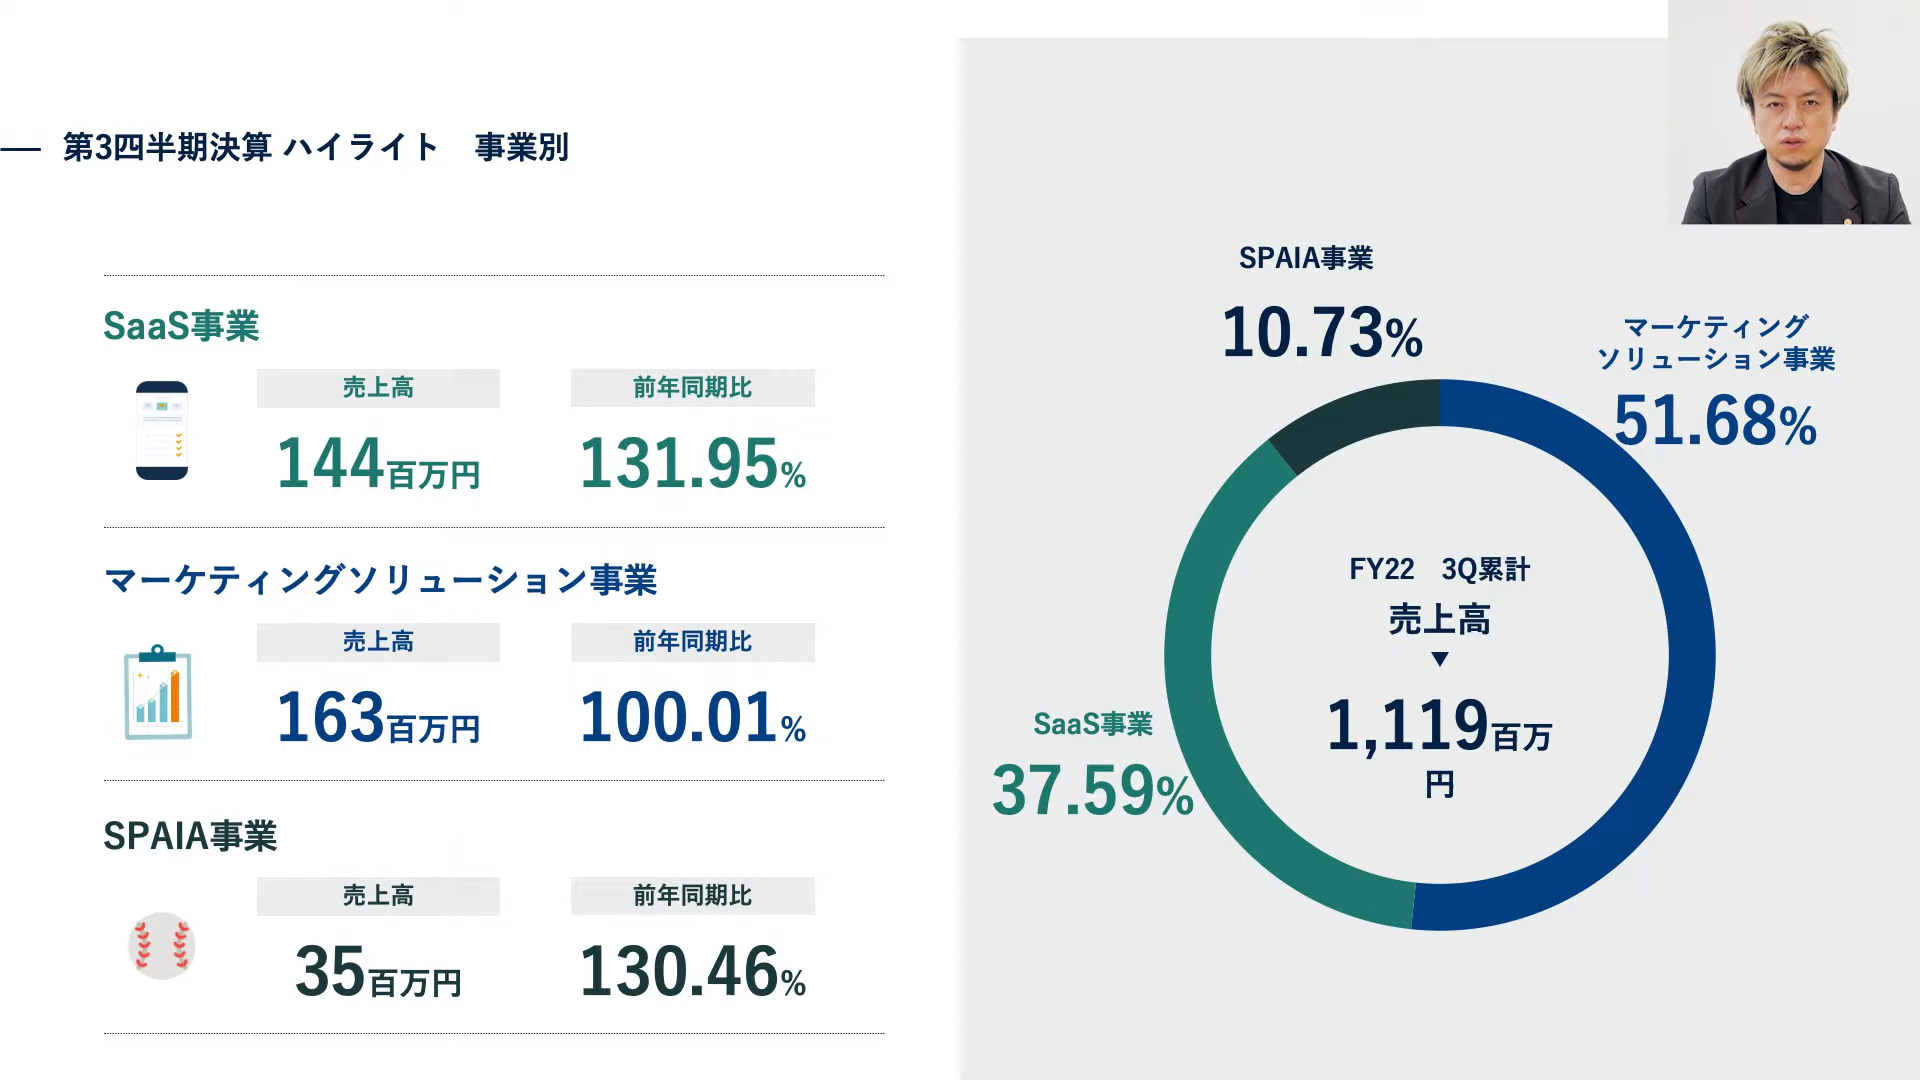 第3四半期決算 ハイライト　事業別
SaaS事業
売上高
前年同期比
144百万円
131.95%
マーケティングソリューション事業
売上高
前年同期比
163百万円
100.01%
SPAIA事業
売上高
前年同期比
35百万円
130.46%
SPAIA事業
10.73%
マーケティング
ソリューション事業
51.68%
FY22　3Q累計
売上高
▼
1,119百万
円
SaaS事業
37.59%